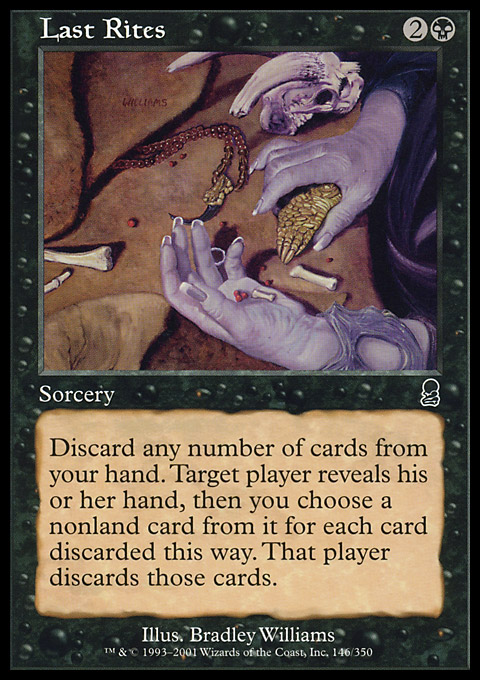 Last Rites 2
WILLIAMS
Sorcery
Discard any number of cards from
your hand. Target player reveals his
or her hand, then you choose a
nonland card from it for each card
discarded this way. That player
discards those cards.
Illus. Bradley Williams
™ & © 1993–2001 Wizards of the Coast, Inc. 146/350